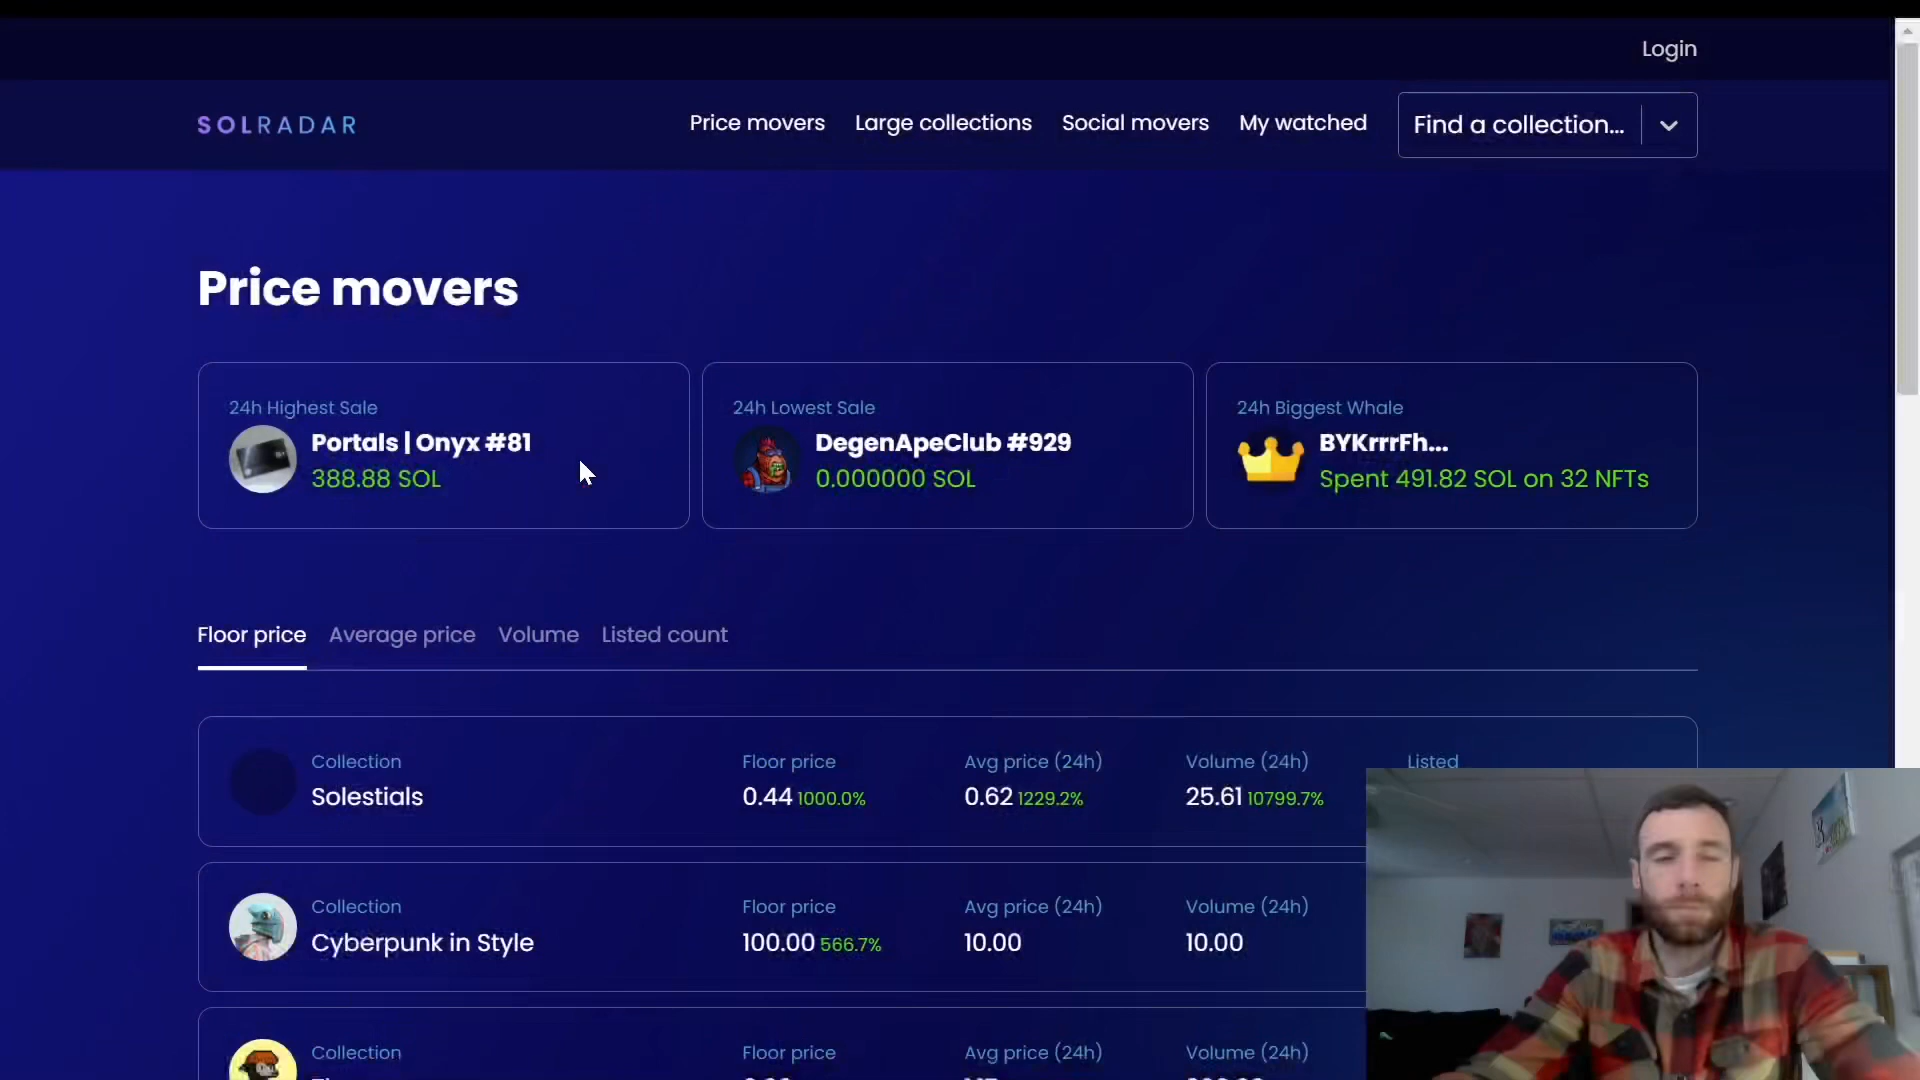 Login
SOLRADAR
Price movers Large collections Social movers My watched Find a collection...
Price movers
24h Highest Sale
Portals | Onyx #81
388.88 SOL
24h Lowest Sale
DegenApeClub #929
0.000000 SOL
24h Biggest Whale
BYKrrrFh...
Spent 491.82 SOL on 32 NFTs
Floor price Average price Volume Listed count
Collection Floor price Avg price (24h) Volume (24h) Listed
Solestials 0.44 1000.0% 0.62 1229.2% 25.61 10799.7%
Collection Floor price Avg price (24h) Volume (24h)
Cyberpunk in Style 100.00 566.7% 10.00 10.00
Collection Floor price Avg price (24h) Volume (24h)